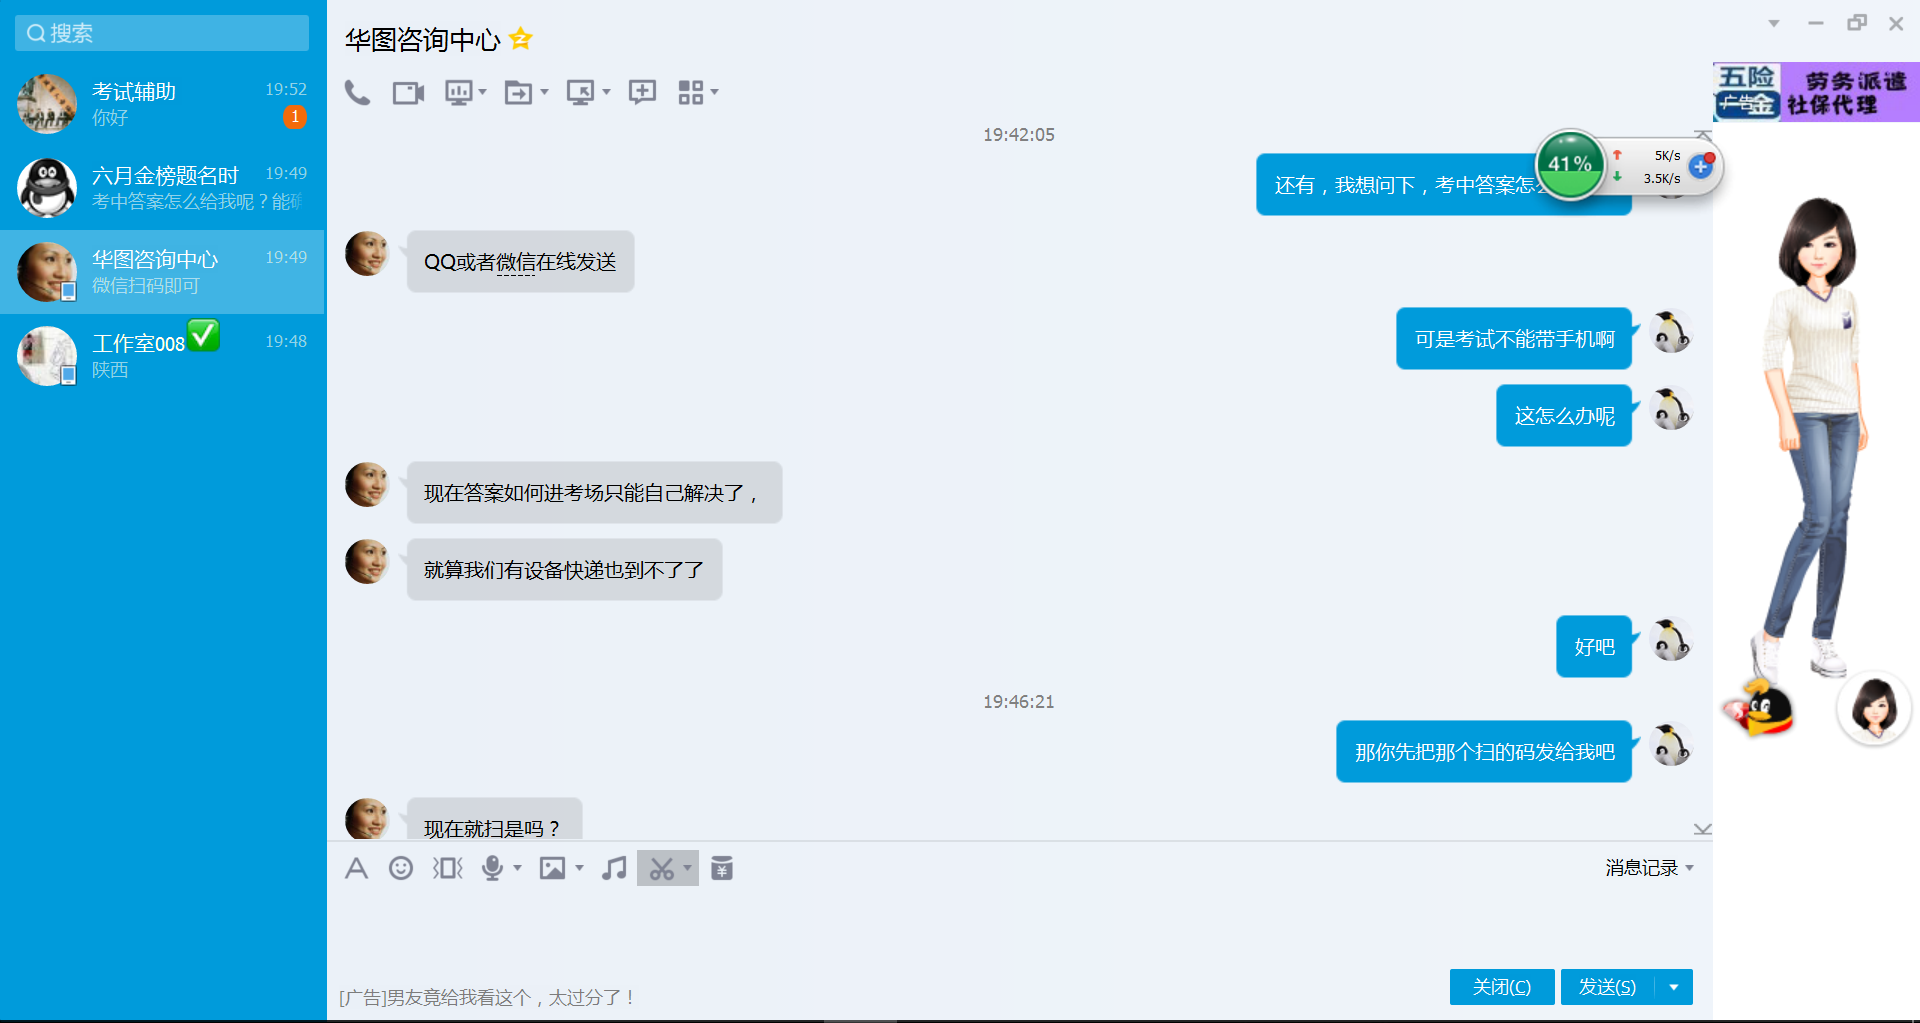 搜索
考试辅助
19:52
你好
1
六月金榜题名时
19:49
考中答案怎么给我呢？能
华图咨询中心
19:49
微信扫码即可
工作室008
19:48
陕西
华图咨询中心
19:42:05
还有，我想问下，考中答案怎
QQ或者微信在线发送
可是考试不能带手机啊
这怎么办呢
现在答案如何进考场只能自己解决了，
就算我们有设备快递也到不了了
好吧
19:46:21
那你先把那个扫的码发给我吧
现在就扫是吗？
消息记录
[广告]男友竟给我看这个，太过分了！
关闭(C)
发送(S)
五险
广告金
劳务派遣
社保代理
41%
5K/s
3.5K/s